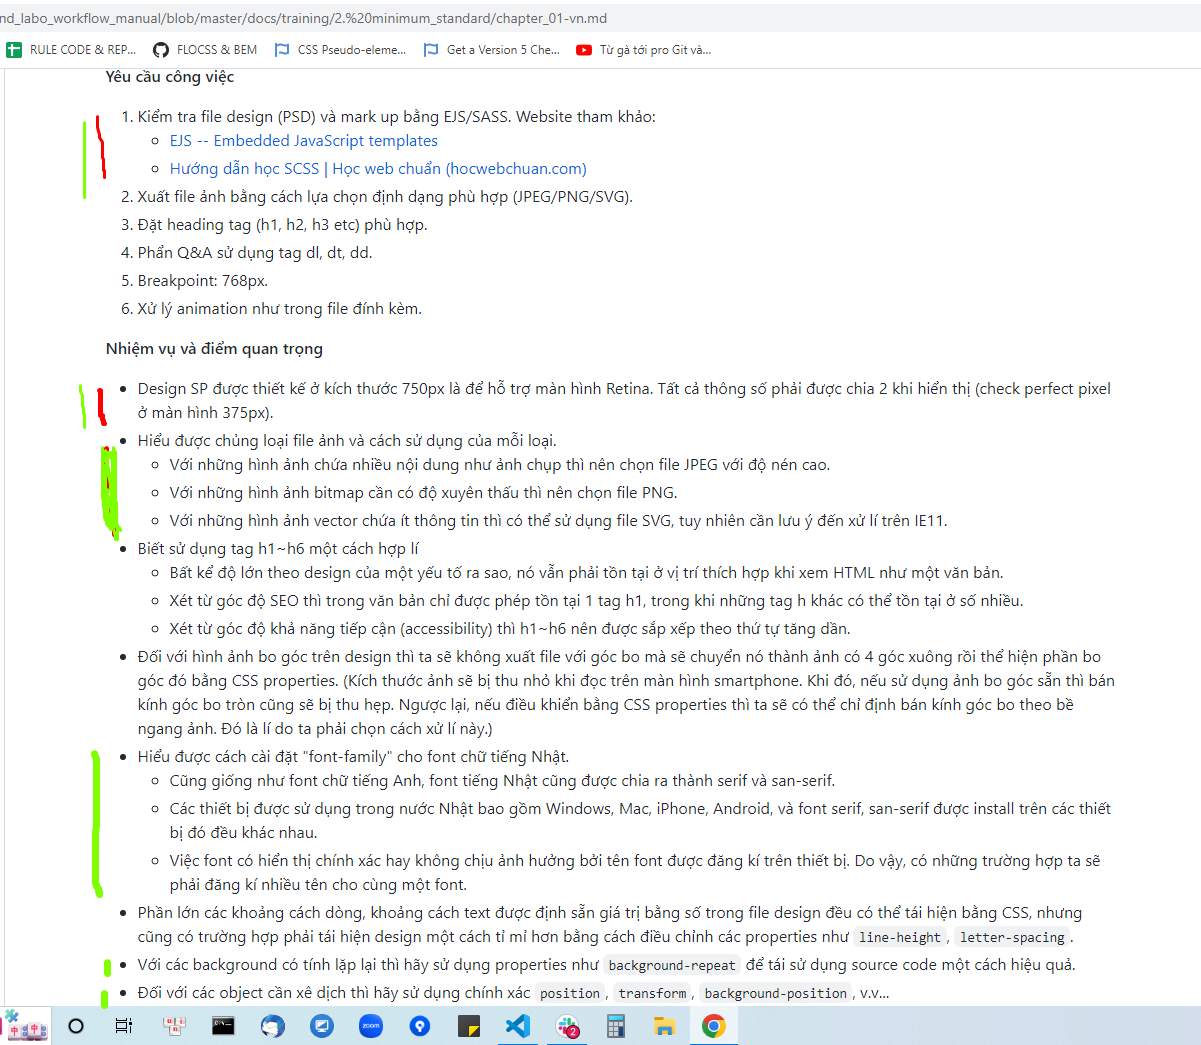 nd_labo_workflow_manual/blob/master/docs/training/2.%20minimum_standard/chapter_01-vn.md
RULE CODE & REP... FLOCSS & BEM CSS Pseudo-eleme... Get a Version 5 Che... Từ gà tới pro Git và...
Yêu cầu công việc
1. Kiểm tra file design (PSD) và mark up bằng EJS/SASS. Website tham khảo:
EJS -- Embedded JavaScript templates
Hướng dẫn học SCSS | Học web chuẩn (hocwebchuan.com)
2. Xuất file ảnh bằng cách lựa chọn định dạng phù hợp (JPEG/PNG/SVG).
3. Đặt heading tag (h1, h2, h3 etc) phù hợp.
4. Phần Q&A sử dụng tag dl, dt, dd.
5. Breakpoint: 768px.
6. Xử lý animation như trong file đính kèm.
Nhiệm vụ và điểm quan trọng
Design SP được thiết kế ở kích thước 750px là để hỗ trợ màn hình Retina. Tất cả thông số phải được chia 2 khi hiển thị (check perfect pixel
ở màn hình 375px).
Hiểu được chủng loại file ảnh và cách sử dụng của mỗi loại.
Với những hình ảnh chứa nhiều nội dung như ảnh chụp thì nên chọn file JPEG với độ nén cao.
Với những hình ảnh bitmap cần có độ xuyên thấu thì nên chọn file PNG.
Với những hình ảnh vector chứa ít thông tin thì có thể sử dụng file SVG, tuy nhiên cần lưu ý đến xử lí trên IE11.
Biết sử dụng tag h1~h6 một cách hợp lí
Bất kể độ lớn theo design của một yếu tố ra sao, nó vẫn phải tồn tại ở vị trí thích hợp khi xem HTML như một văn bản.
Xét từ góc độ SEO thì trong văn bản chỉ được phép tồn tại 1 tag h1, trong khi những tag h khác có thể tồn tại ở số nhiều.
Xét từ góc độ khả năng tiếp cận (accessibility) thì h1~h6 nên được sắp xếp theo thứ tự tăng dần.
Đối với hình ảnh bo góc trên design thì ta sẽ không xuất file với góc bo mà sẽ chuyển nó thành ảnh có 4 góc xuông rồi thể hiện phần bo
góc đó bằng CSS properties. (Kích thước ảnh sẽ bị thu nhỏ khi đọc trên màn hình smartphone. Khi đó, nếu sử dụng ảnh bo góc sẵn thì bán
kính góc bo tròn cũng sẽ bị thu hẹp. Ngược lại, nếu điều khiển bằng CSS properties thì ta sẽ có thể chỉ định bán kính góc bo theo bề
ngang ảnh. Đó là lí do ta phải chọn cách xử lí này.)
Hiểu được cách cài đặt "font-family" cho font chữ tiếng Nhật.
Cũng giống như font chữ tiếng Anh, font tiếng Nhật cũng được chia ra thành serif và san-serif.
Các thiết bị được sử dụng trong nước Nhật bao gồm Windows, Mac, iPhone, Android, và font serif, san-serif được install trên các thiết
bị đó đều khác nhau.
Việc font có hiển thị chính xác hay không chịu ảnh hưởng bởi tên font được đăng kí trên thiết bị. Do vậy, có những trường hợp ta sẽ
phải đăng kí nhiều tên cho cùng một font.
Phần lớn các khoảng cách dòng, khoảng cách text được định sẵn giá trị bằng số trong file design đều có thể tái hiện bằng CSS, nhưng
cũng có trường hợp phải tái hiện design một cách tỉ mỉ hơn bằng cách điều chỉnh các properties như line-height, letter-spacing.
Với các background có tính lặp lại thì hãy sử dụng properties như background-repeat để tái sử dụng source code một cách hiệu quả.
Đối với các object cần xê dịch thì hãy sử dụng chính xác position, transform, background-position, v.v...
zoom 2